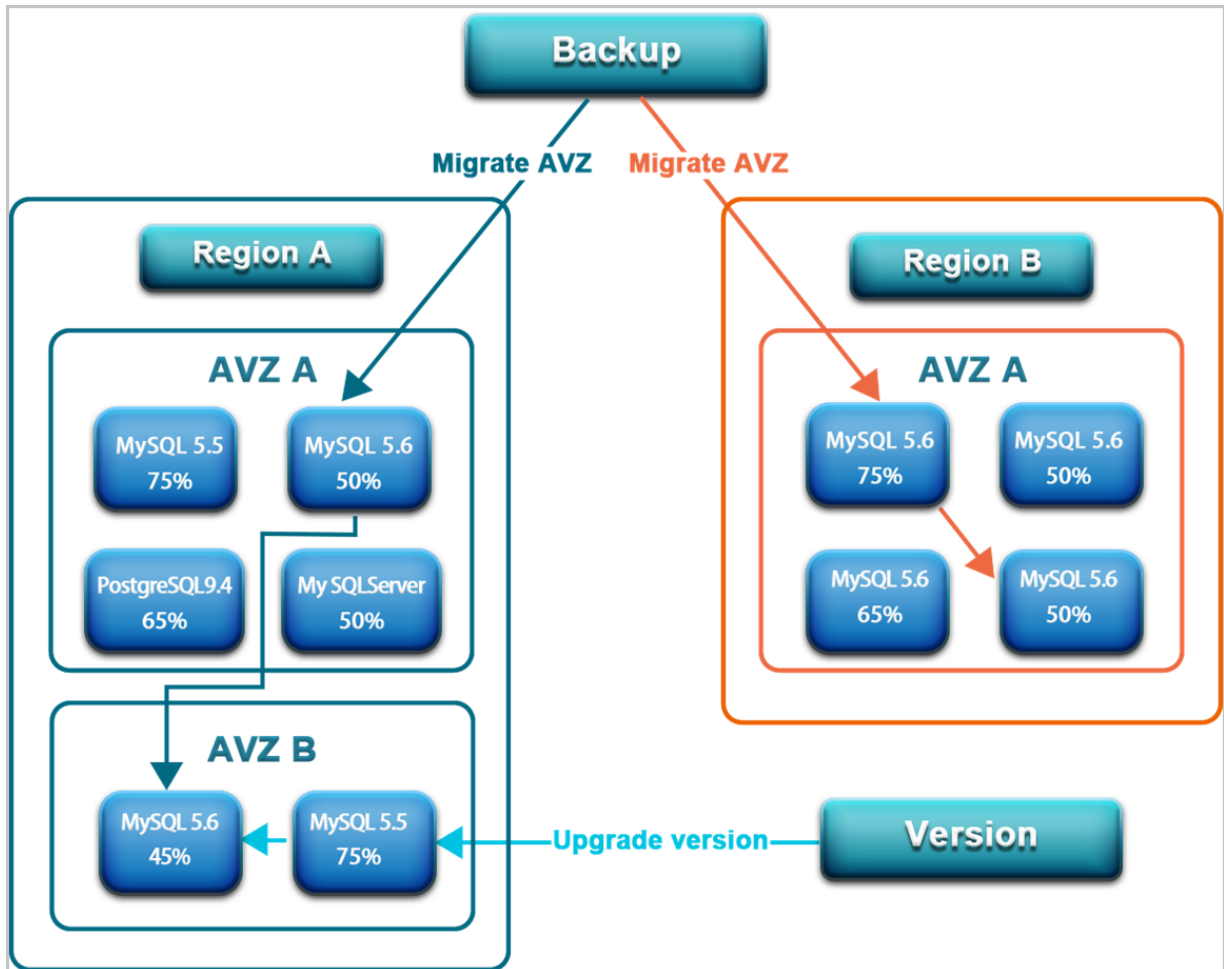 Backup
Migrate AVZ
Migrate AVZ
Region A
AVZ A
MySQL 5.5
75%
MySQL 5.6
50%
PostgreSQL9.4
65%
My SQLServer
50%
AVZ B
MySQL 5.6
45%
MySQL 5.5
75%
Region B
AVZ A
MySQL 5.6
75%
MySQL 5.6
50%
MySQL 5.6
65%
MySQL 5.6
50%
Upgrade version
Version